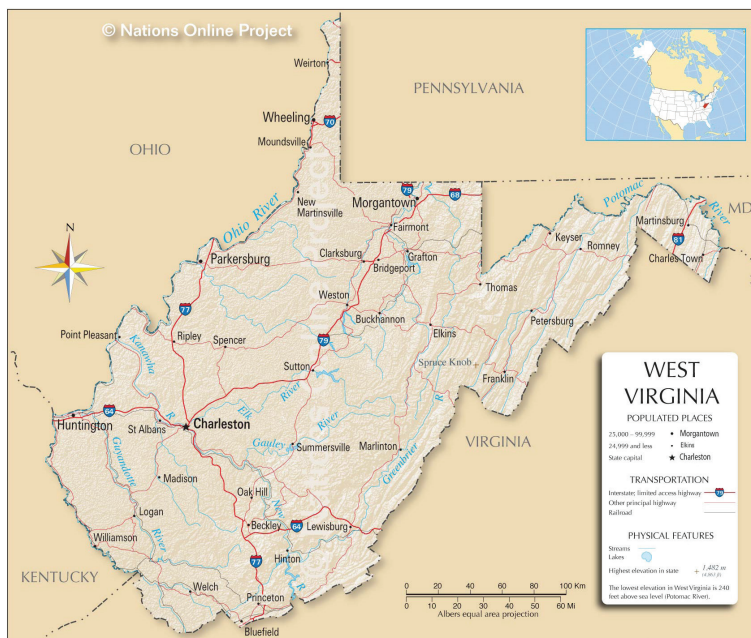 © Nations Online Project
PENNSYLVANIA
OHIO
Weirton
Wheeling
70
Moundsville
New
Martinsville
Ohio River
79
68
Morgantown
Fairmont
Potomac
River
MD
Martinsburg
81
Charles Town
Keyser
Romney
Parkersburg
Clarksburg
Bridgeport
Grafton
Thomas
77
Weston
Buckhannon
Point Pleasant
Ripley
Spencer
79
Elkins
Petersburg
Kanawha
R.
Sutton
Spruce Knob
Franklin
64
Huntington
St Albans
Charleston
Elk
River
Gauley
River
Summersville
Marlinton
Greenbrier
R.
VIRGINIA
Guyandotte
River
Madison
Oak Hill
New
R.
Logan
Beckley
64
Lewisburg
Williamson
Hinton
KENTUCKY
Welch
77
Princeton
Bluefield
0 20 40 60 80 100 Km
0 10 20 30 40 50 60 Mi
Albers equal area projection
WEST
VIRGINIA
POPULATED PLACES
25,000 – 99,999 Morgantown
24,999 and less Elkins
State capital Charleston
TRANSPORTATION
Interstate; limited access highway 79
Other principal highway
Railroad
PHYSICAL FEATURES
Streams
Lakes
Highest elevation in state + 1,482 m
The lowest elevation in West Virginia is 240
feet above sea level (Potomac River).